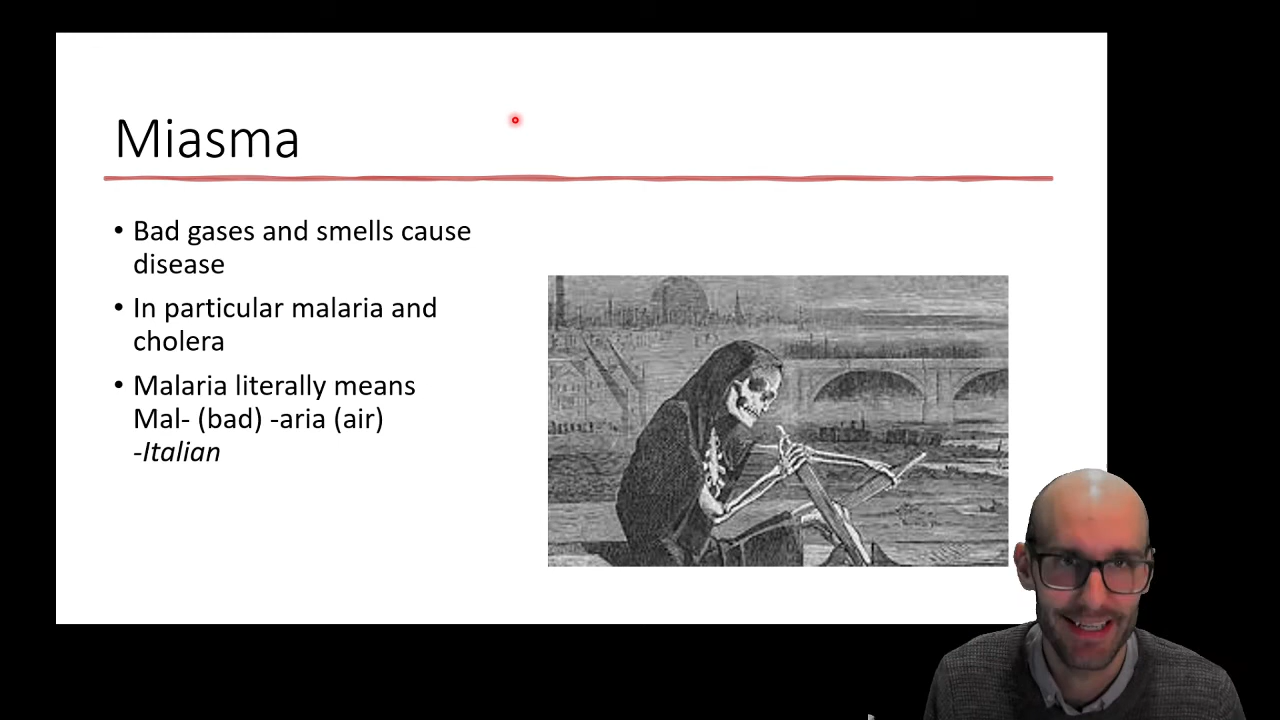 Miasma
• Bad gases and smells cause
disease
• In particular malaria and
cholera
• Malaria literally means
Mal- (bad) -aria (air)
-Italian